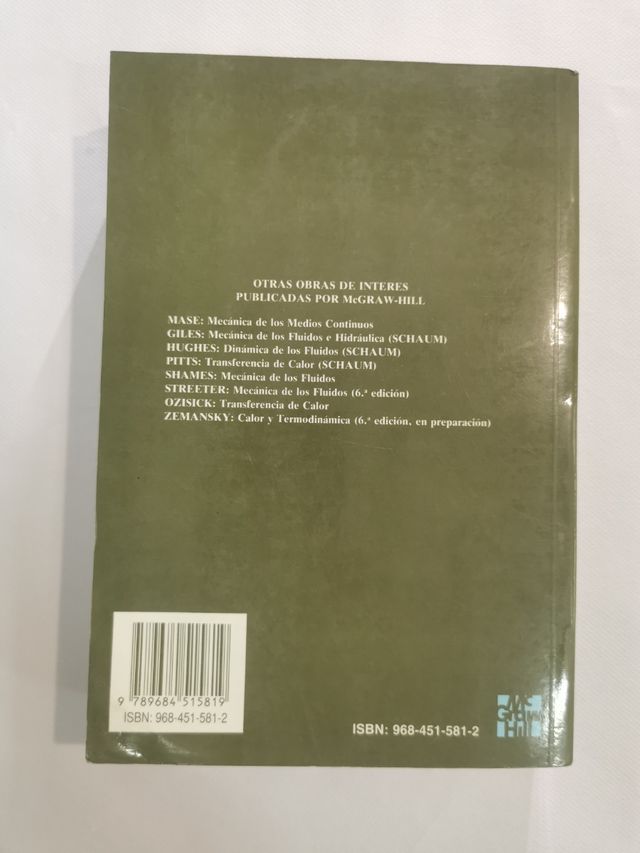 OTRAS OBRAS DE INTERES
PUBLICADAS POR McGRAW-HILL
MASE: Mecánica de los Medios Continuos
GILES: Mecánica de los Fluidos e Hidráulica (SCHAUM)
HUGHES: Dinámica de los Fluidos (SCHAUM)
PITTS: Transferencia de Calor (SCHAUM)
SHAMES: Mecánica de los Fluidos
STREETER: Mecánica de los Fluidos (6.ª edición)
OZISICK: Transferencia de Calor
ZEMANSKY: Calor y Termodinámica (6.ª edición, en preparación)
9 789684 515819
ISBN: 968-451-581-2
ISBN: 968-451-581-2
Mc
Graw
Hill